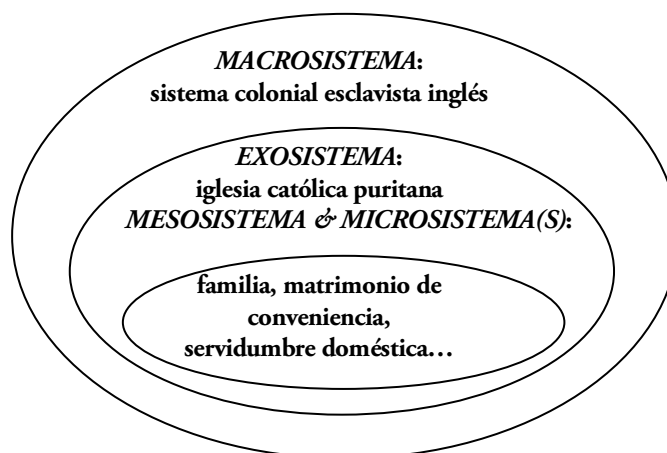 MACROSISTEMA:
sistema colonial esclavista inglés
EXOSISTEMA:
iglesia católica puritana
MESOSISTEMA & MICROSISTEMA(S):
familia, matrimonio de
conveniencia,
servidumbre doméstica…